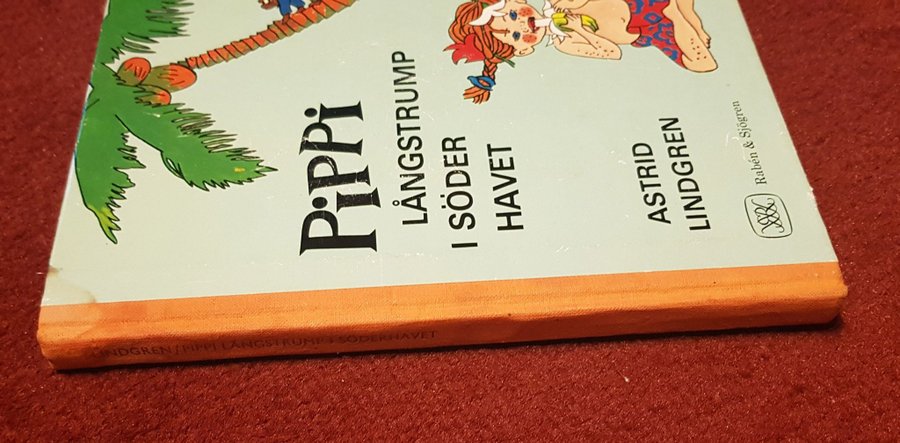 PiPPi
LÅNGSTRUMP
I SÖDER
HAVET
ASTRID
LINDGREN
Rabén & Sjögren
LINDGREN / PIPPI LÅNGSTRUMP I SÖDERHAVET